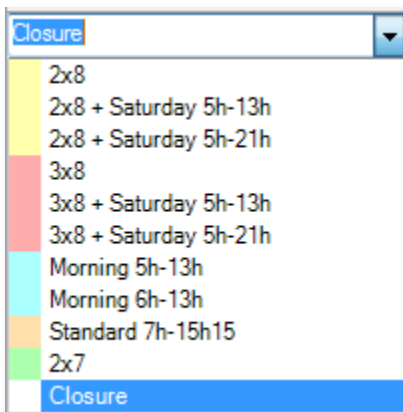 Closure
2x8
2x8 + Saturday 5h-13h
2x8 + Saturday 5h-21h
3x8
3x8 + Saturday 5h-13h
3x8 + Saturday 5h-21h
Morning 5h-13h
Morning 6h-13h
Standard 7h-15h15
2x7
Closure